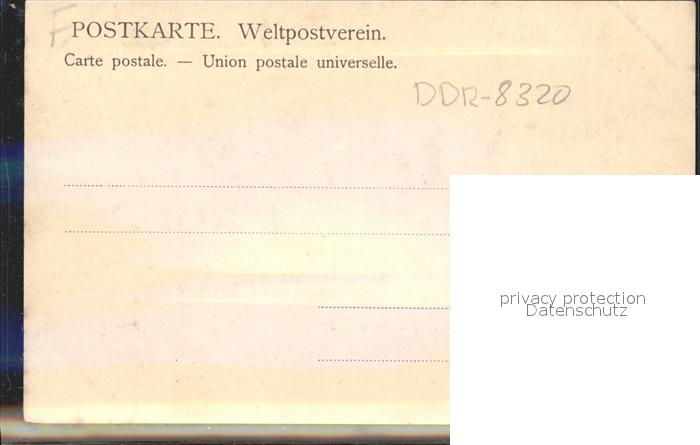 F
POSTKARTE. Weltpostverein.
Carte postale. — Union postale universelle.
DDR-8320
privacy protection
Datenschutz